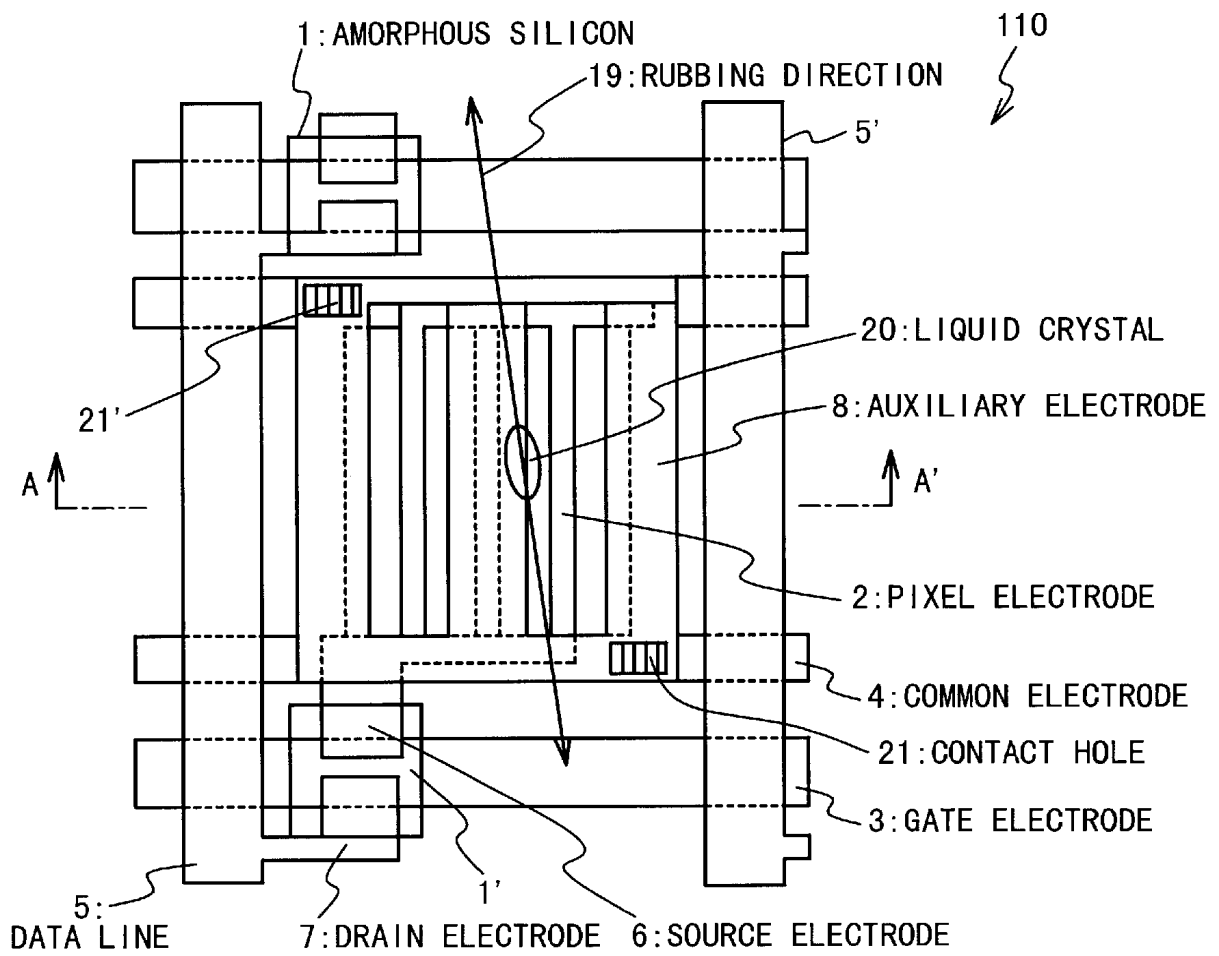 1:AMORPHOUS SILICON
110
19:RUBBING DIRECTION
5'
20:LIQUID CRYSTAL
21'
8:AUXILIARY ELECTRODE
A
A'
2:PIXEL ELECTRODE
4:COMMON ELECTRODE
21:CONTACT HOLE
3:GATE ELECTRODE
1'
5:
DATA LINE
7:DRAIN ELECTRODE
6:SOURCE ELECTRODE